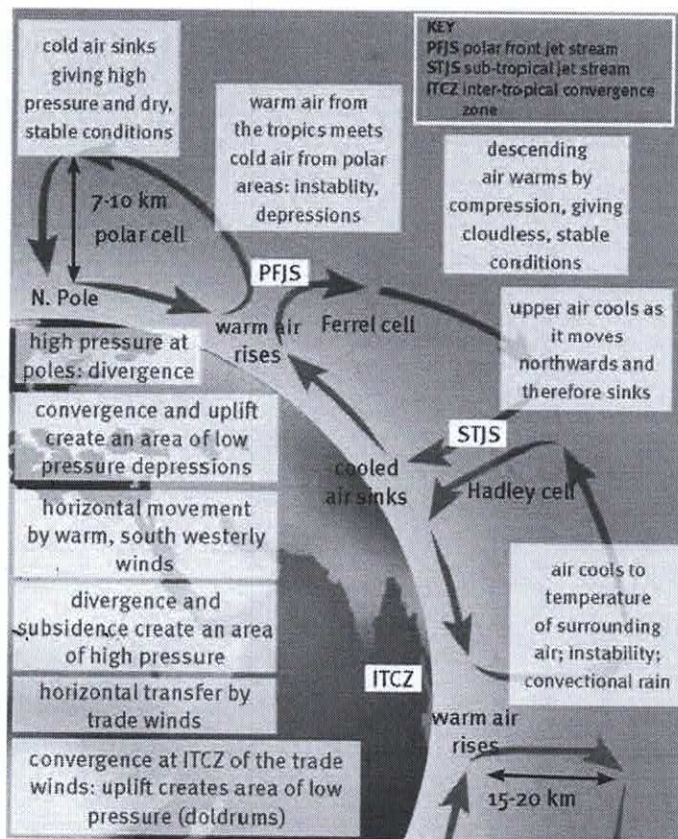 cold air sinks
giving high
pressure and dry,
stable conditions
KEY
PFJS polar front jet stream
STJS sub-tropical jet stream
ITCZ inter-tropical convergence
zone
warm air from
the tropics meets
cold air from polar
areas: instablity,
depressions
descending
air warms by
compression, giving
cloudless, stable
conditions
7-10 km
polar cell
PFJS
N. Pole
warm air
rises
Ferrel cell
upper air cools as
it moves
northwards and
therefore sinks
high pressure at
poles: divergence
convergence and uplift
create an area of low
pressure depressions
STJS
cooled
air sinks
Hadley cell
horizontal movement
by warm, south westerly
winds
air cools to
temperature
of surrounding
air; instability;
convectional rain
divergence and
subsidence create an area
of high pressure
ITCZ
horizontal transfer by
trade winds
warm air
rises
convergence at ITCZ of the trade
winds: uplift creates area of low
pressure (doldrums)
15-20 km